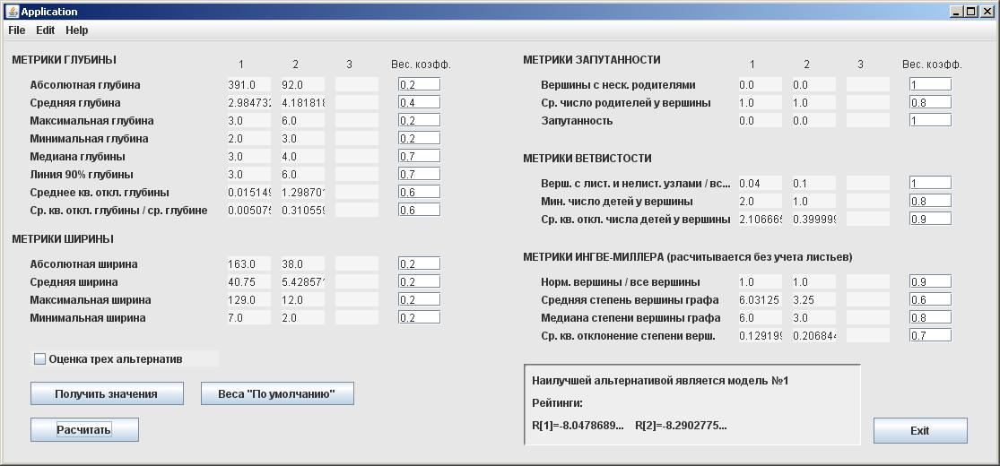 Application
File Edit Help
МЕТРИКИ ГЛУБИНЫ 1 2 3 Вес. коэфф.
Абсолютная глубина 391.0 92.0 0.2
Средняя глубина 2.984732 4.181818 0.4
Максимальная глубина 3.0 6.0 0.2
Минимальная глубина 2.0 3.0 0.2
Медиана глубины 3.0 4.0 0.7
Линия 90% глубины 3.0 6.0 0.7
Среднее кв. откл. глубины 0.015149 1.298701 0.6
Ср. кв. откл. глубины / ср. глубине 0.005075 0.310559 0.6
МЕТРИКИ ШИРИНЫ
Абсолютная ширина 163.0 38.0 0.2
Средняя ширина 40.75 5.428571 0.2
Максимальная ширина 129.0 12.0 0.2
Минимальная ширина 7.0 2.0 0.2
Оценка трех альтернатив
Получить значения Веса "По умолчанию"
Расчитать
МЕТРИКИ ЗАПУТАННОСТИ 1 2 3 Вес. коэфф.
Вершины с неск. родителями 0.0 0.0 1
Ср. число родителей у вершины 1.0 1.0 0.8
Запутанность 0.0 0.0 1
МЕТРИКИ ВЕТВИСТОСТИ
Верш. с лист. и нелист. узлами / вс... 0.04 0.1 1
Мин. число детей у вершины 2.0 1.0 0.8
Ср. кв. откл. числа детей у вершины 2.106665 0.399999 0.9
МЕТРИКИ ИНГВЕ-МИЛЛЕРА (расчитывается без учета листьев)
Норм. вершины / все вершины 1.0 1.0 0.9
Средняя степень вершины графа 6.03125 3.25 0.6
Медиана степени вершины графа 6.0 3.0 0.8
Ср. кв. отклонение степени верш. 0.129199 0.206844 0.7
Наилучшей альтернативой является модель №1
Рейтинги:
R[1]=-8.0478689... R[2]=-8.2902775...
Exit